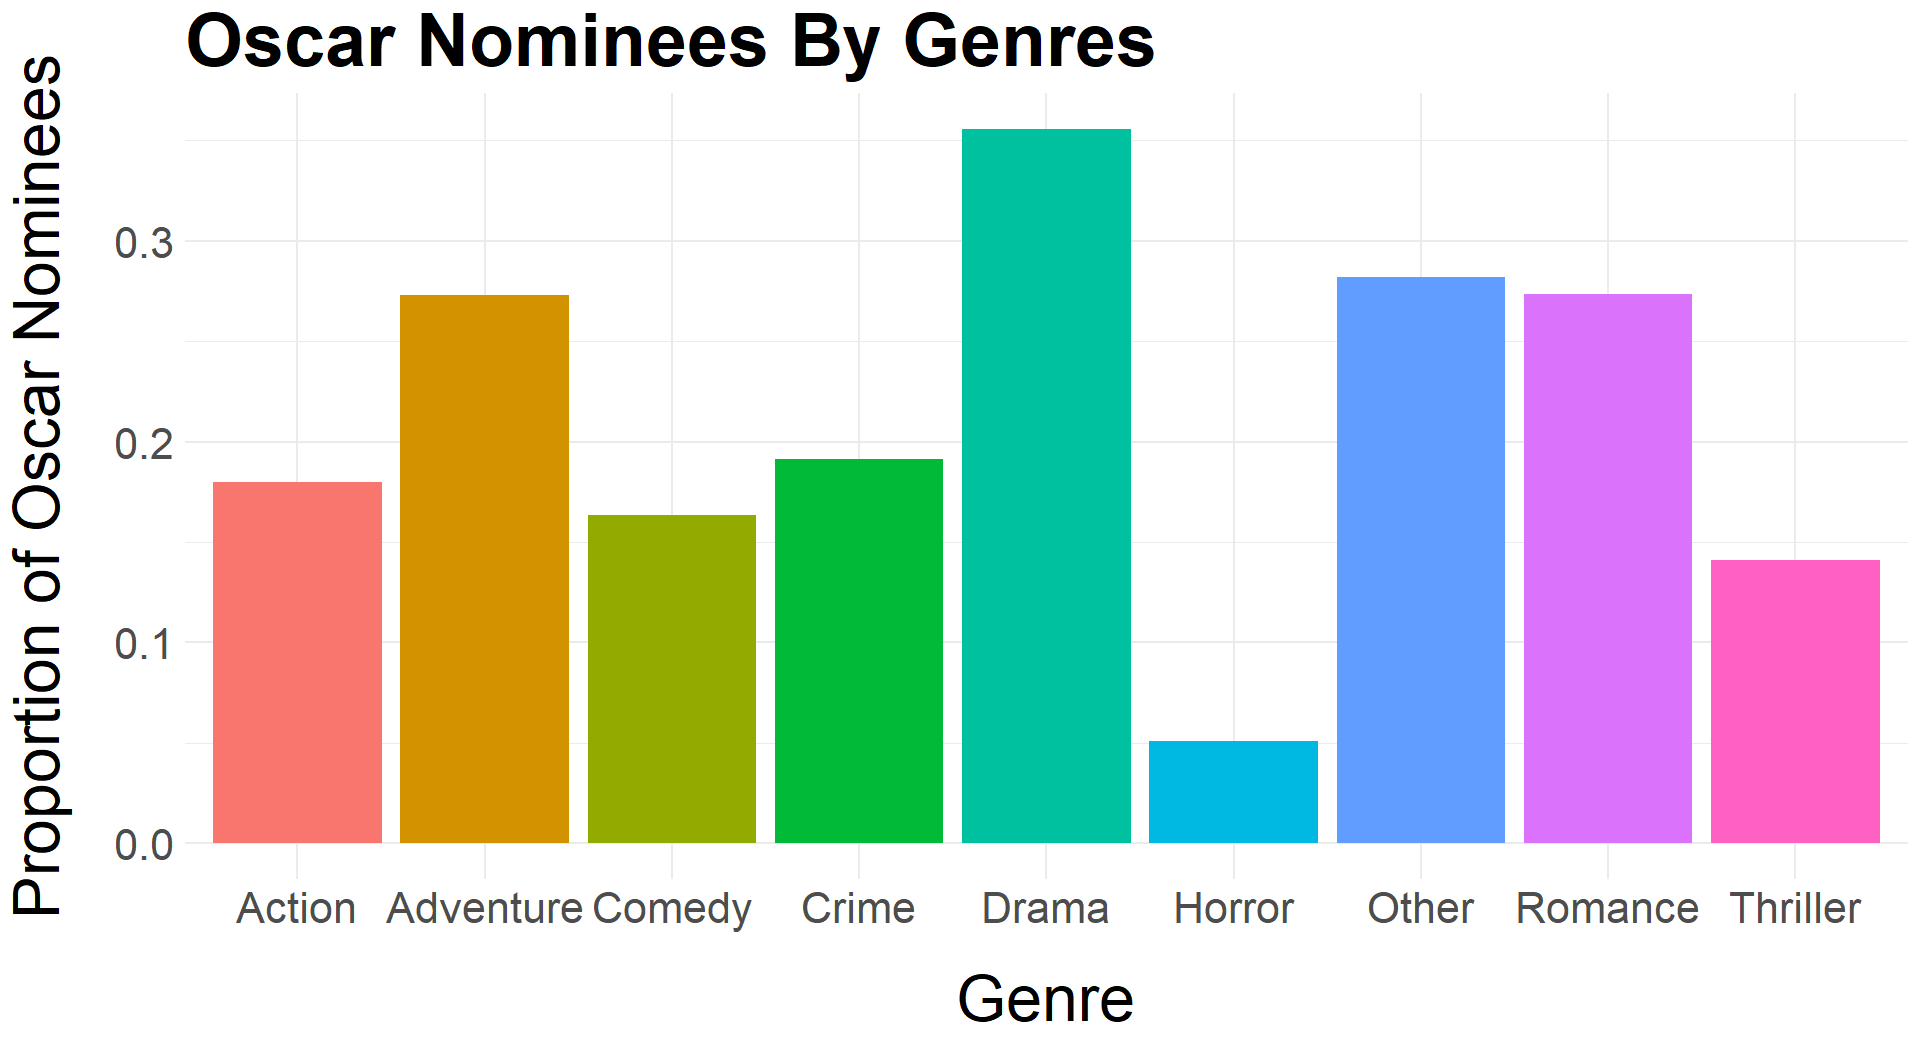 Oscar Nominees By Genres
Proportion of Oscar Nominees
0.3
0.2
0.1
0.0
Action Adventure Comedy Crime Drama Horror Other Romance Thriller
Genre